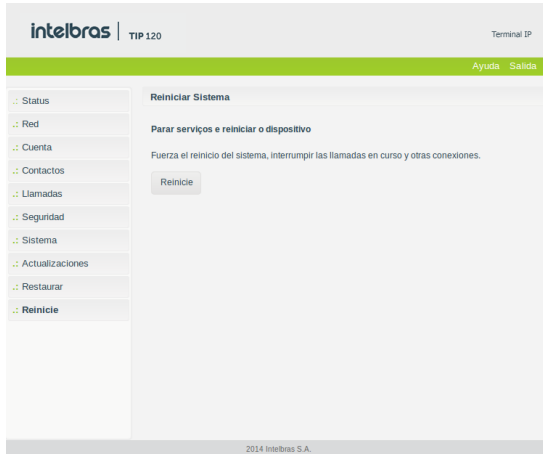 intelbras TIP 120
Terminal IP
Ayuda Salida
.: Status
.: Red
.: Cuenta
.: Contactos
.: Llamadas
.: Seguridad
.: Sistema
.: Actualizaciones
.: Restaurar
.: Reinicie
Reiniciar Sistema
Parar serviços e reiniciar o dispositivo
Fuerza el reinicio del sistema, interrumpir las llamadas en curso y otras conexiones.
Reinicie
2014 Intelbras S.A.